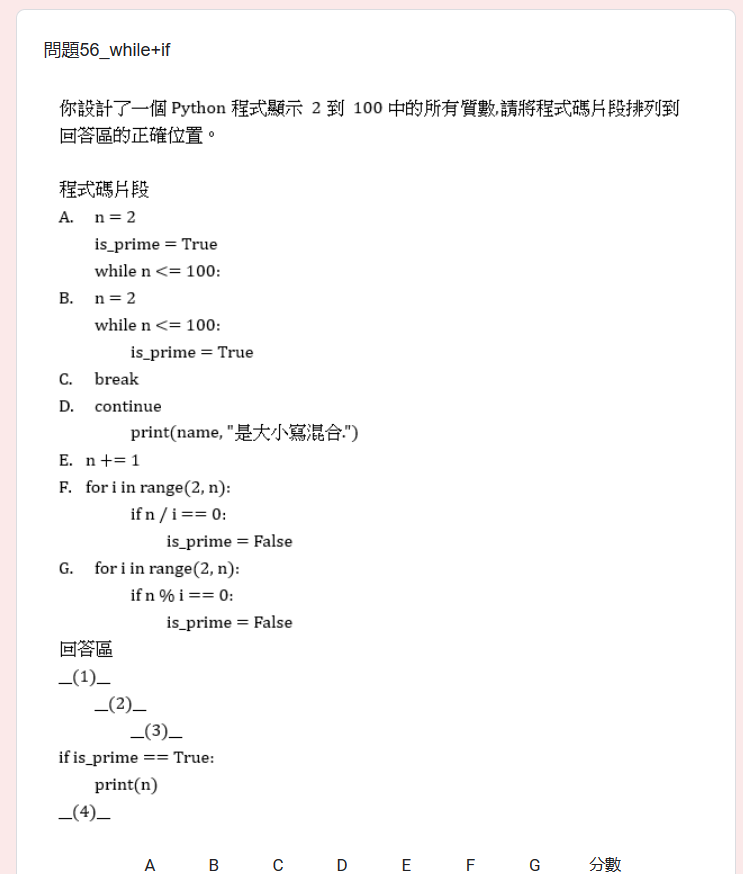 問題56_while+if
你設計了一個 Python 程式顯示 2 到 100 中的所有質數,請將程式碼片段排列到
回答區的正確位置。
程式碼片段
A. n = 2
is_prime = True
while n <= 100:
B. n = 2
while n <= 100:
is_prime = True
C. break
D. continue
print(name, "是大小寫混合.")
E. n += 1
F. for i in range(2, n):
if n / i == 0:
is_prime = False
G. for i in range(2, n):
if n % i == 0:
is_prime = False
回答區
__(1)__
__(2)__
__(3)__
if is_prime == True:
print(n)
__(4)__
A B C D E F G 分數